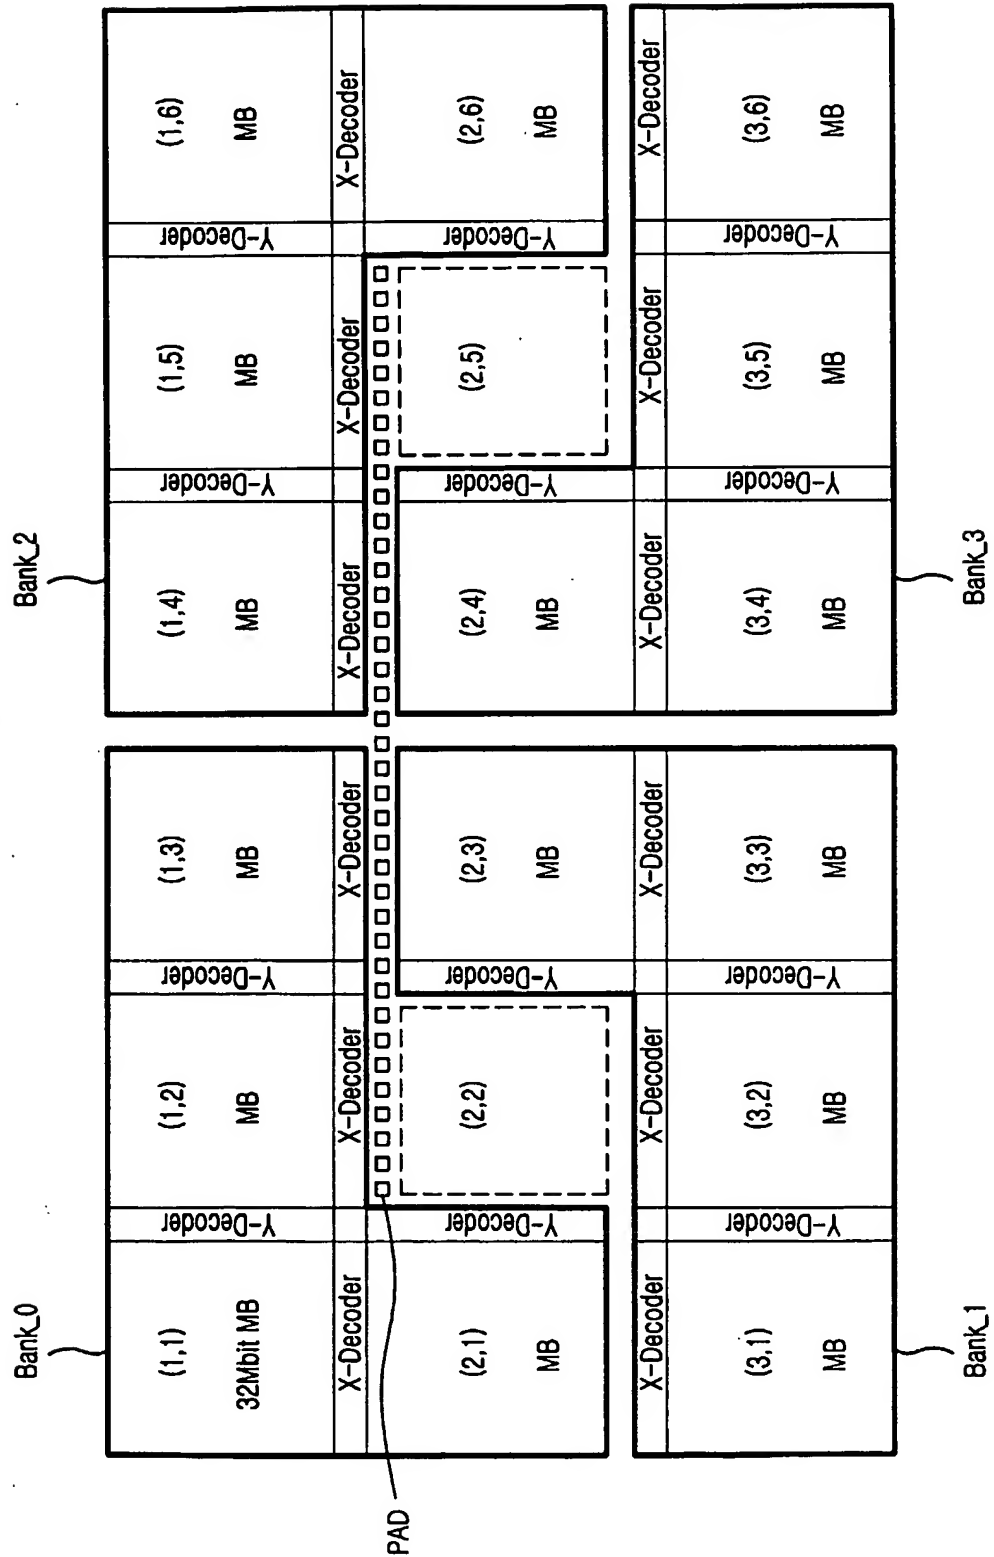 Bank_0
Bank_2
(1,1)
32Mbit MB
Y-Decoder
(1,2)
MB
Y-Decoder
(1,3)
MB
(1,4)
MB
Y-Decoder
(1,5)
MB
Y-Decoder
(1,6)
MB
X-Decoder
X-Decoder
X-Decoder
X-Decoder
X-Decoder
X-Decoder
PAD
(2,1)
MB
Y-Decoder
(2,2)
Y-Decoder
(2,3)
MB
(2,4)
MB
Y-Decoder
(2,5)
Y-Decoder
(2,6)
MB
X-Decoder
X-Decoder
X-Decoder
X-Decoder
X-Decoder
X-Decoder
(3,1)
MB
Y-Decoder
(3,2)
MB
Y-Decoder
(3,3)
MB
(3,4)
MB
Y-Decoder
(3,5)
MB
Y-Decoder
(3,6)
MB
Bank_1
Bank_3